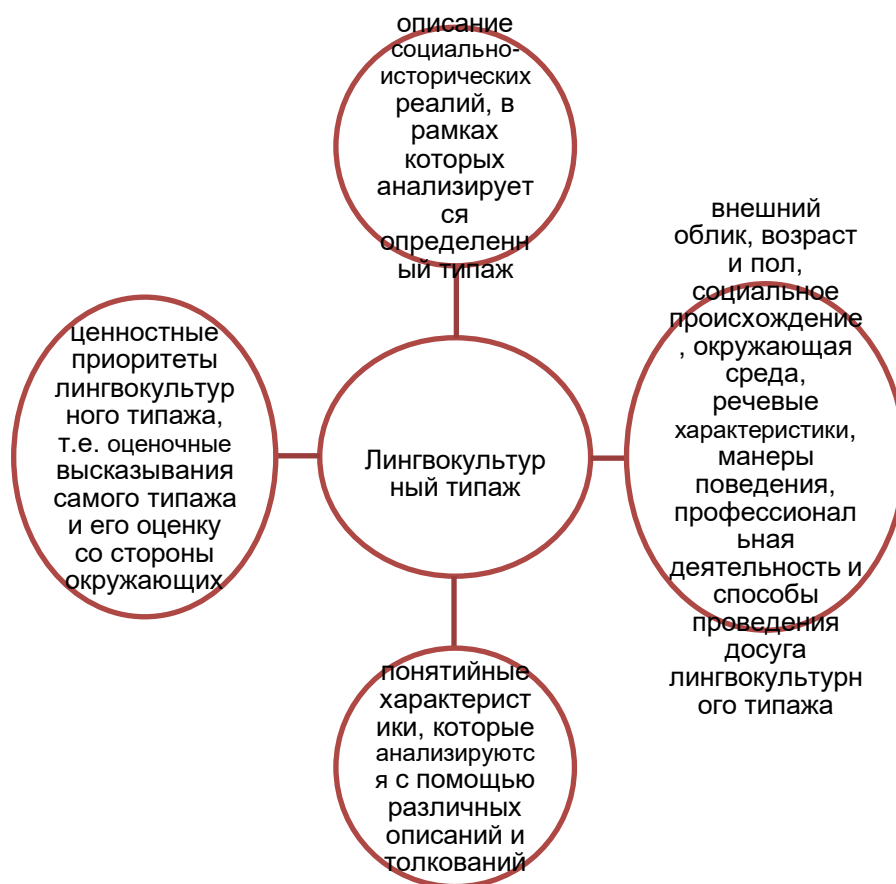 описание
социально-
исторических
реалий, в
рамках
которых
анализирует
ся
определенн
ый типаж
ценностные
приоритеты
лингвокультур
ного типажа,
т.е. оценочные
высказывания
самого типажа
и его оценку
со стороны
окружающих
Лингвокультур
ный типаж
внешний
облик, возраст
и пол,
социальное
происхождение
, окружающая
среда,
речевые
характеристики,
манеры
поведения,
профессионал
ьная
деятельность и
способы
проведения
досуга
лингвокультурн
ого типажа
понятийные
характерист
ики, которые
анализируютс
я с помощью
различных
описаний и
толкований